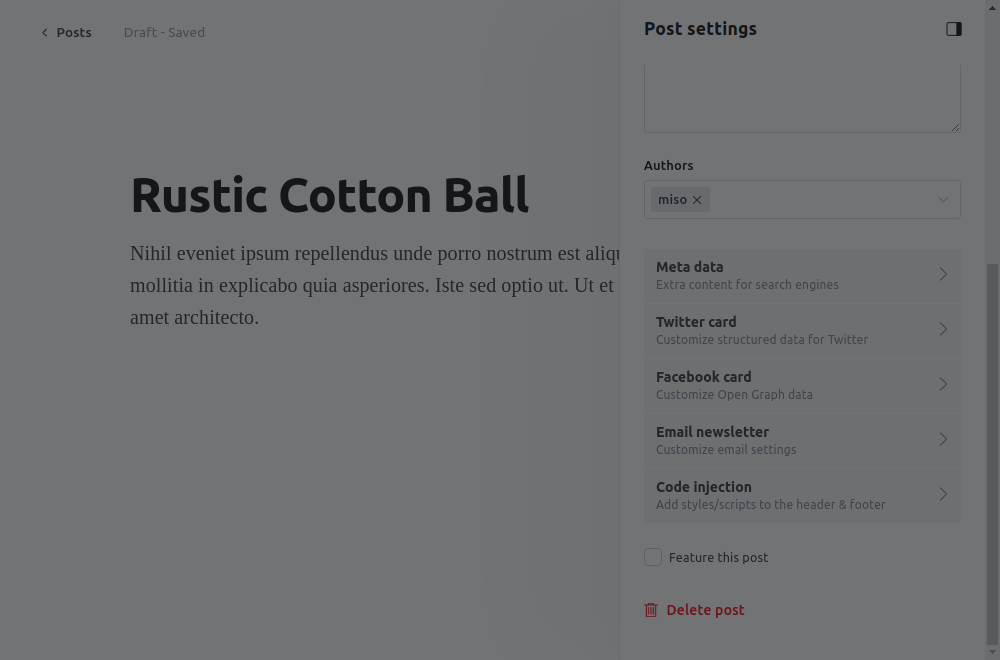 Posts
Draft - Saved
Post settings
Rustic Cotton Ball
Nihil eveniet ipsum repellendus unde porro nostrum est
mollitia in explicabo quia asperiores. Iste sed optio ut. Ut et
amet architecto.
Authors
miso
Meta data
Extra content for search engines
Twitter card
Customize structured data for Twitter
Facebook card
Customize Open Graph data
Email newsletter
Customize email settings
Code injection
Add styles/scripts to the header & footer
Feature this post
Delete post